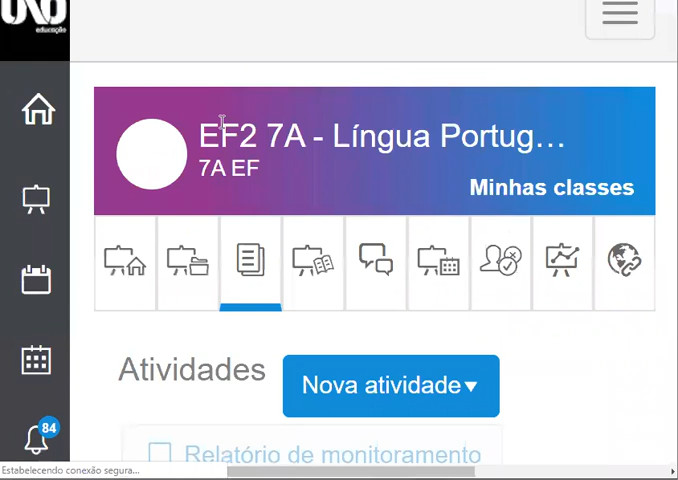 UNO
educação
EF2 7A - Língua Portug...
7A EF
Minhas classes
Atividades
Nova atividade
Relatório de monitoramento
84
Estabelecendo conexão segura...